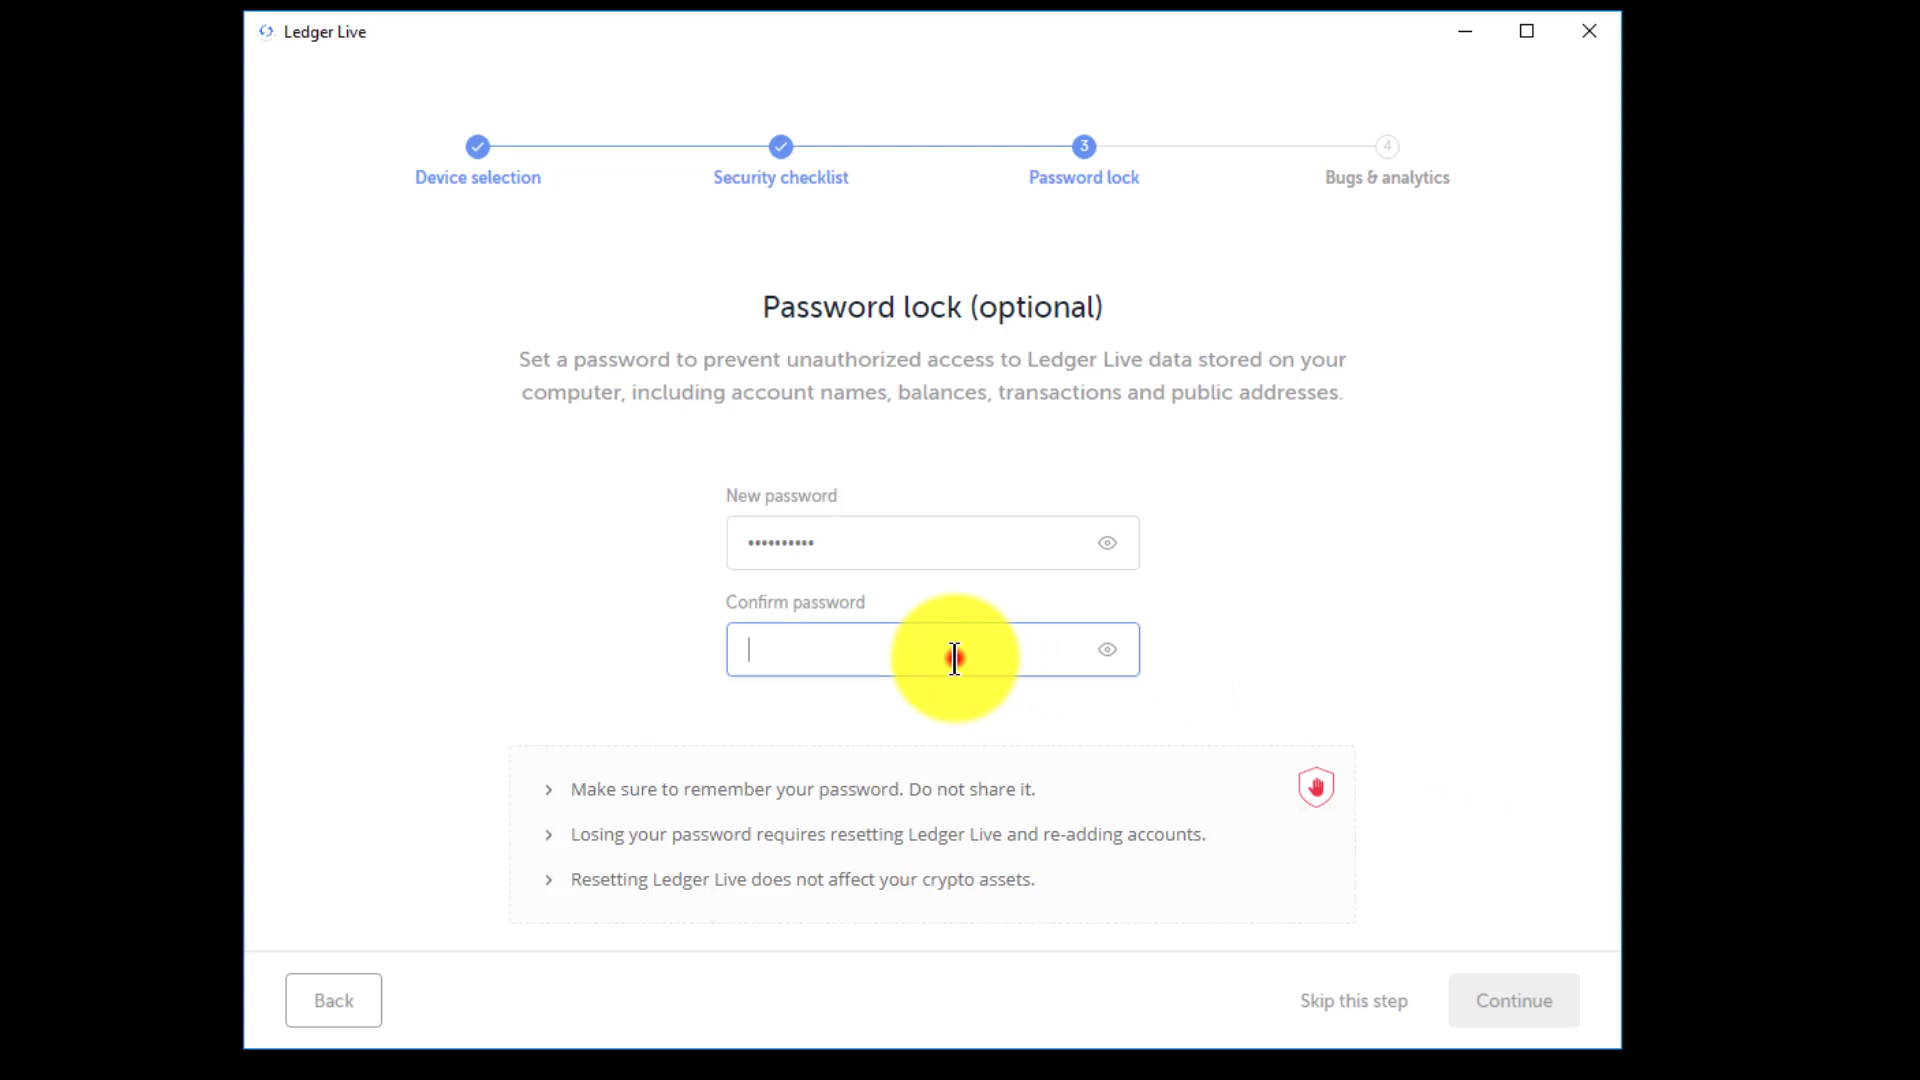 Ledger Live
3
4
Device selection
Security checklist
Password lock
Bugs & analytics
Password lock (optional)
Set a password to prevent unauthorized access to Ledger Live data stored on your
computer, including account names, balances, transactions and public addresses.
New password
••••••••••
Confirm password
Make sure to remember your password. Do not share it.
Losing your password requires resetting Ledger Live and re-adding accounts.
Resetting Ledger Live does not affect your crypto assets.
Back
Skip this step
Continue